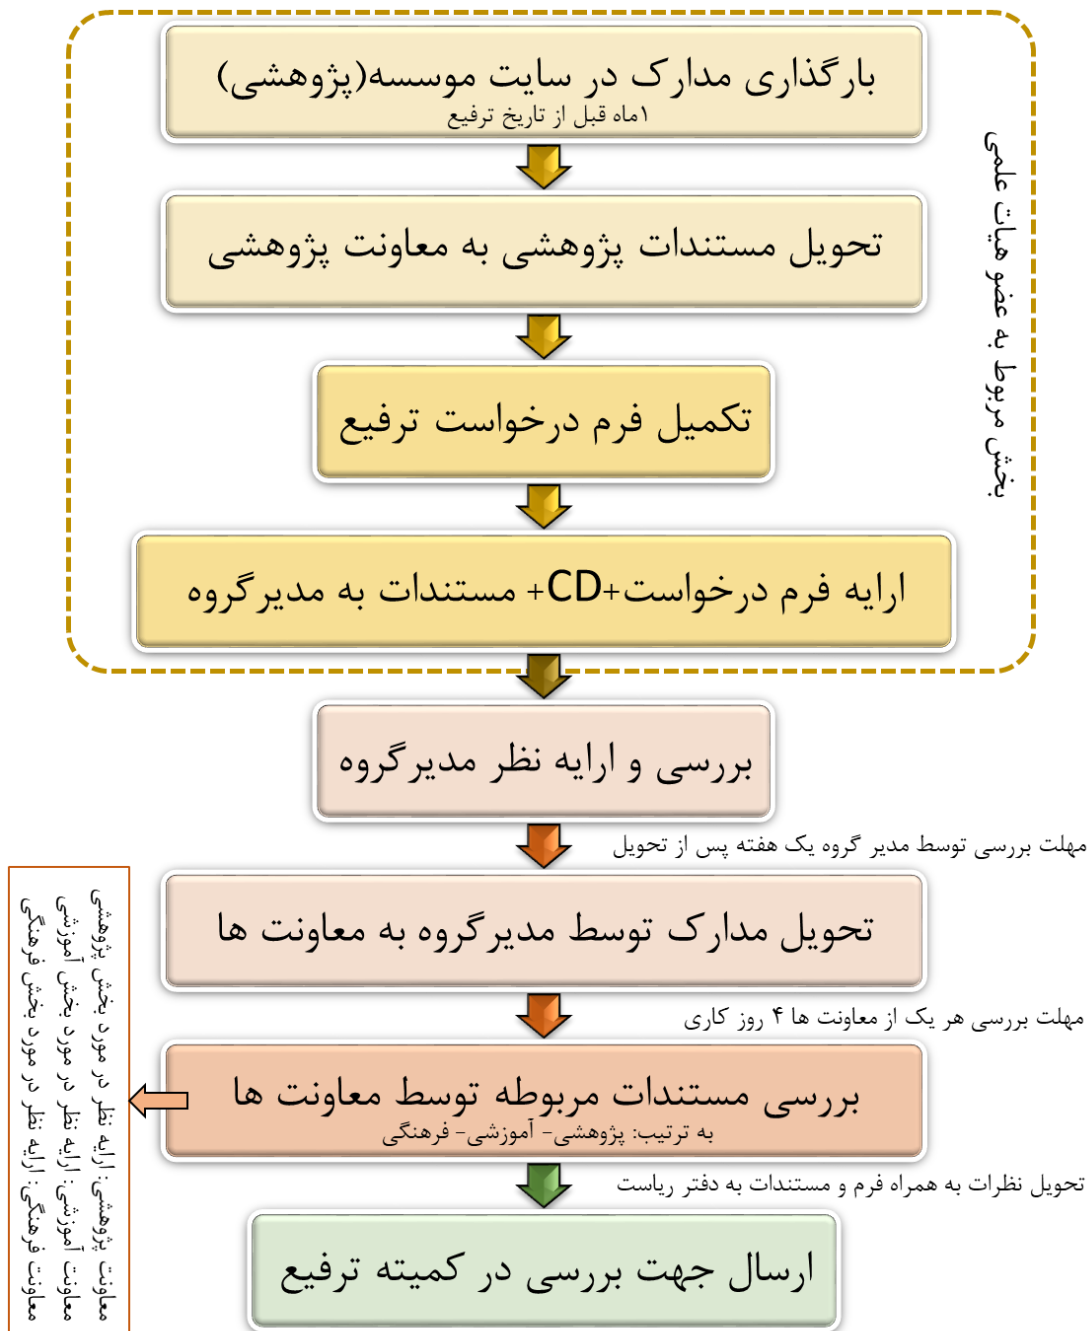 بارگذاری مدارک در سایت موسسه(پژوهشی)
۱ماه قبل از تاریخ ترفیع
تحویل مستندات پژوهشی به معاونت پژوهشی
تکمیل فرم درخواست ترفیع
ارایه فرم درخواست+CD+ مستندات به مدیرگروه
بخش مربوط به عضو هیات علمی
بررسی و ارایه نظر مدیرگروه
مهلت بررسی توسط مدیر گروه یک هفته پس از تحویل
تحویل مدارک توسط مدیرگروه به معاونت ها
مهلت بررسی هر یک از معاونت ها ۴ روز کاری
بررسی مستندات مربوطه توسط معاونت ها
به ترتیب: پژوهشی- آموزشی- فرهنگی
معاونت پژوهشی: ارایه نظر در مورد بخش پژوهشی
معاونت آموزشی: ارایه نظر در مورد بخش آموزشی
معاونت فرهنگی: ارایه نظر در مورد بخش فرهنگی
تحویل نظرات به همراه فرم و مستندات به دفتر ریاست
ارسال جهت بررسی در کمیته ترفیع